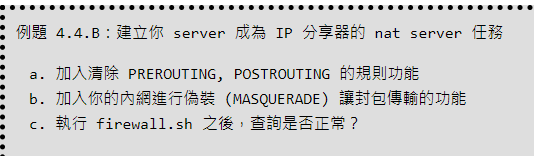 例題 4.4.B：建立你 server 成為 IP 分享器的 nat server 任務
a. 加入清除 PREROUTING, POSTROUTING 的規則功能
b. 加入你的內網進行偽裝 (MASQUERADE) 讓封包傳輸的功能
c. 執行 firewall.sh 之後，查詢是否正常？